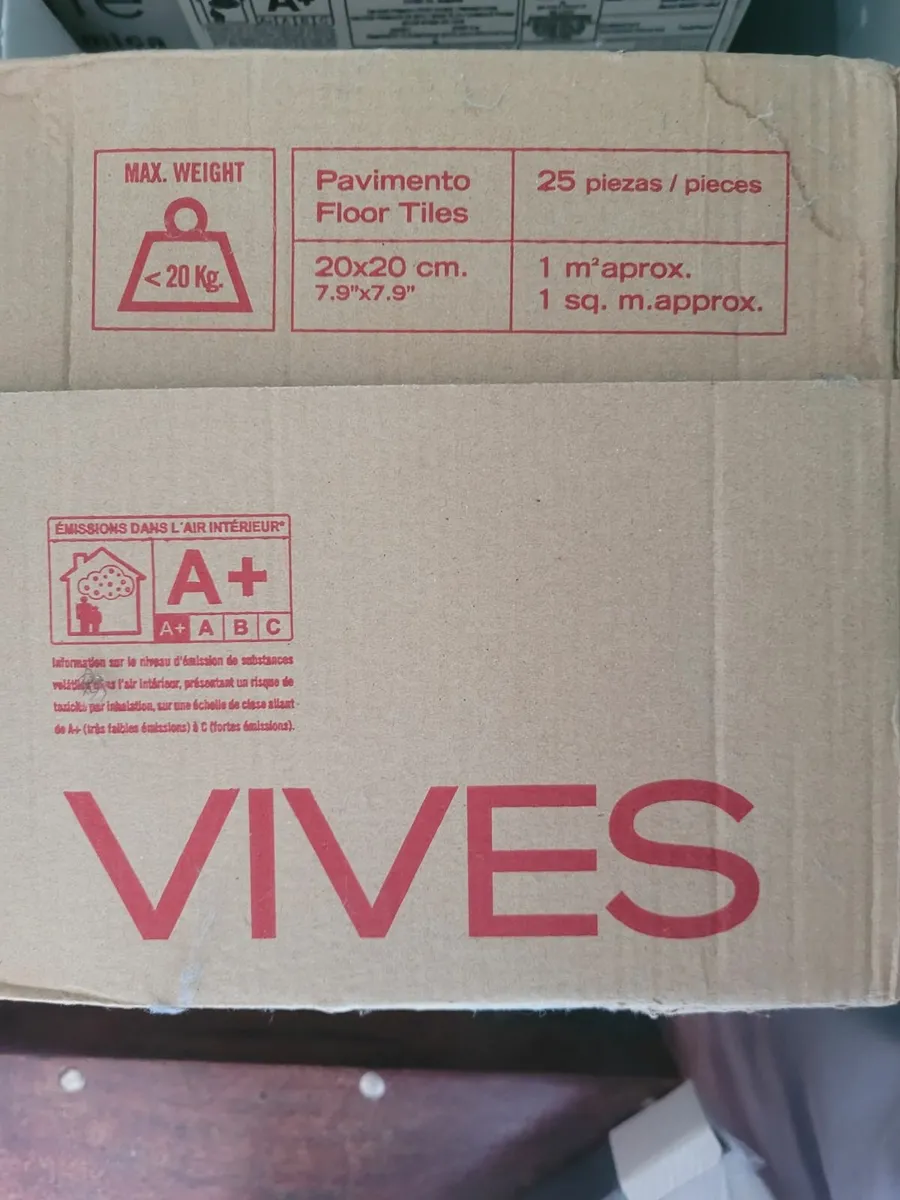 A+
MAX. WEIGHT
< 20 Kg.
Pavimento
Floor Tiles
25 piezas / pieces
20x20 cm.
7.9"x7.9"
1 m²aprox.
1 sq. m.approx.
ÉMISSIONS DANS L'AIR INTÉRIEUR*
A+
A+ A B C
Information sur le niveau d'émission de substances
l'air intérieur, présentant un risque de
toxicité par inhalation, sur une échelle de classe allant
de A+ (très faibles émissions) à C (fortes émissions).
VIVES